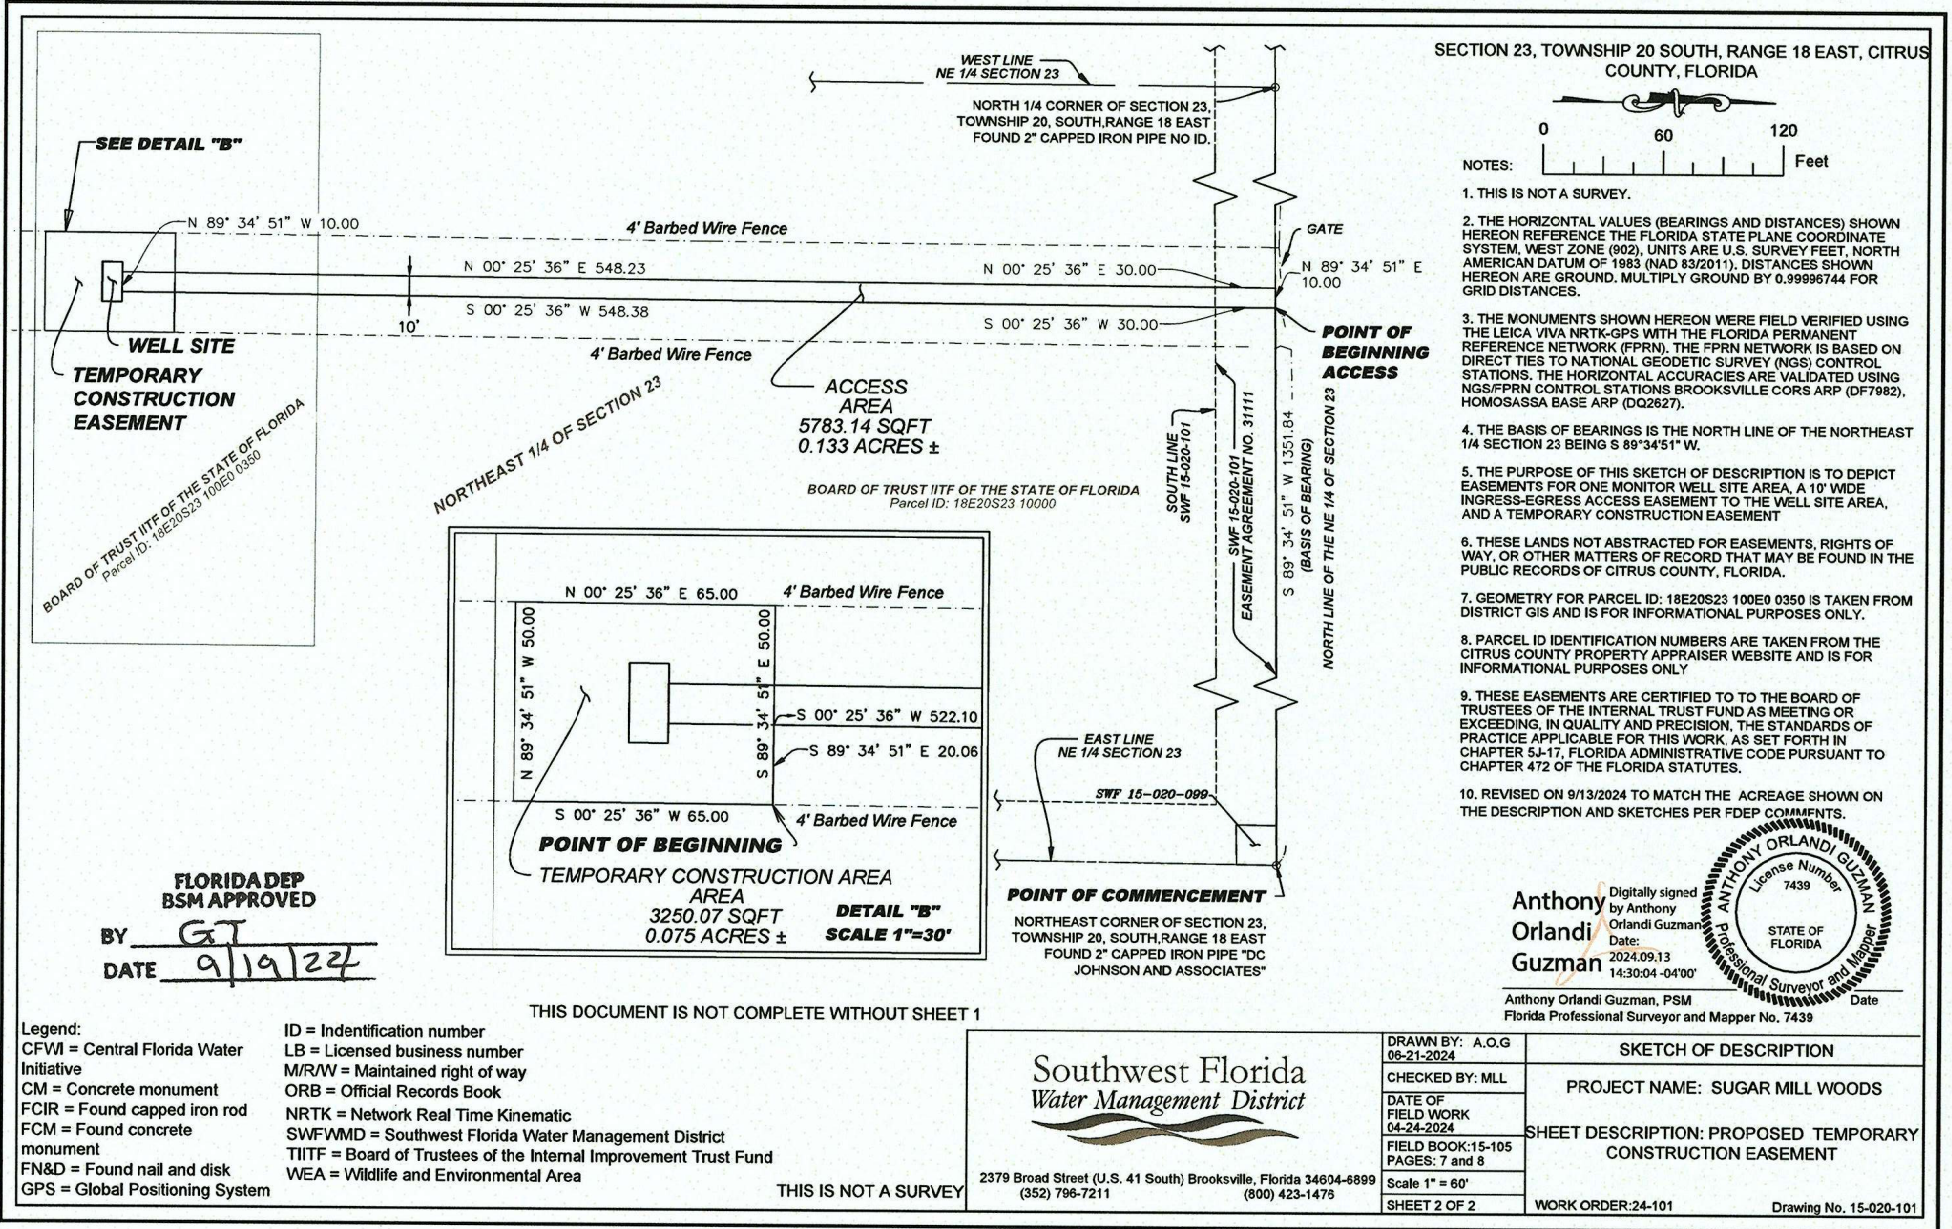 SECTION 23, TOWNSHIP 20 SOUTH, RANGE 18 EAST, CITRUS
COUNTY, FLORIDA
0
60
120
Feet
NOTES:
1. THIS IS NOT A SURVEY.
2. THE HORIZONTAL VALUES (BEARINGS AND DISTANCES) SHOWN
HEREON REFERENCE THE FLORIDA STATE PLANE COORDINATE
SYSTEM, WEST ZONE (902), UNITS ARE U.S. SURVEY FEET, NORTH
AMERICAN DATUM OF 1983 (NAD 83/2011). DISTANCES SHOWN
HEREON ARE GROUND. MULTIPLY GROUND BY 0.99996744 FOR
GRID DISTANCES.
3. THE MONUMENTS SHOWN HEREON WERE FIELD VERIFIED USING
THE LEICA VIVA NRTK-GPS WITH THE FLORIDA PERMANENT
REFERENCE NETWORK (FPRN). THE FPRN NETWORK IS BASED ON
DIRECT TIES TO NATIONAL GEODETIC SURVEY (NGS) CONTROL
STATIONS. THE HORIZONTAL ACCURACIES ARE VALIDATED USING
NGS/FPRN CONTROL STATIONS BROOKSVILLE CORS ARP (DF7982),
HOMOSASSA BASE ARP (DQ2627).
4. THE BASIS OF BEARINGS IS THE NORTH LINE OF THE NORTHEAST
1/4 SECTION 23 BEING S 89°34'51" W.
5. THE PURPOSE OF THIS SKETCH OF DESCRIPTION IS TO DEPICT
EASEMENTS FOR ONE MONITOR WELL SITE AREA, A 10' WIDE
INGRESS-EGRESS ACCESS EASEMENT TO THE WELL SITE AREA,
AND A TEMPORARY CONSTRUCTION EASEMENT
6. THESE LANDS NOT ABSTRACTED FOR EASEMENTS, RIGHTS OF
WAY, OR OTHER MATTERS OF RECORD THAT MAY BE FOUND IN THE
PUBLIC RECORDS OF CITRUS COUNTY, FLORIDA.
7. GEOMETRY FOR PARCEL ID: 18E20S23 100E0 0350 IS TAKEN FROM
DISTRICT GIS AND IS FOR INFORMATIONAL PURPOSES ONLY.
8. PARCEL ID IDENTIFICATION NUMBERS ARE TAKEN FROM THE
CITRUS COUNTY PROPERTY APPRAISER WEBSITE AND IS FOR
INFORMATIONAL PURPOSES ONLY
9. THESE EASEMENTS ARE CERTIFIED TO TO THE BOARD OF
TRUSTEES OF THE INTERNAL TRUST FUND AS MEETING OR
EXCEEDING, IN QUALITY AND PRECISION, THE STANDARDS OF
PRACTICE APPLICABLE FOR THIS WORK, AS SET FORTH IN
CHAPTER 5J-17, FLORIDA ADMINISTRATIVE CODE PURSUANT TO
CHAPTER 472 OF THE FLORIDA STATUTES.
10. REVISED ON 9/13/2024 TO MATCH THE ACREAGE SHOWN ON
THE DESCRIPTION AND SKETCHES PER FDEP COMMENTS.
WEST LINE
NE 1/4 SECTION 23
NORTH 1/4 CORNER OF SECTION 23,
TOWNSHIP 20, SOUTH,RANGE 18 EAST
FOUND 2" CAPPED IRON PIPE NO ID.
SEE DETAIL "B"
N 89° 34' 51" W 10.00
4' Barbed Wire Fence
GATE
N 00° 25' 36" E 548.23
N 00° 25' 36" E 30.00
N 89° 34' 51" E
10.00
S 00° 25' 36" W 548.38
S 00° 25' 36" W 30.00
10'
POINT OF
BEGINNING
ACCESS
WELL SITE
4' Barbed Wire Fence
TEMPORARY
CONSTRUCTION
EASEMENT
ACCESS
AREA
5783.14 SQFT
0.133 ACRES ±
BOARD OF TRUST IITF OF THE STATE OF FLORIDA
Parcel ID: 18E20S23 100E0 0350
NORTHEAST 1/4 OF SECTION 23
BOARD OF TRUST IITF OF THE STATE OF FLORIDA
Parcel ID: 18E20S23 10000
SOUTH LINE
SWF 15-020-101
SWF 15-020-101
EASEMENT AGREEMENT NO. 31111
S 89° 34' 51" W 1351.84
(BASIS OF BEARING)
NORTH LINE OF THE NE 1/4 OF SECTION 23
N 00° 25' 36" E 65.00
4' Barbed Wire Fence
N 89° 34' 51" W 50.00
S 89° 34' 51" E 50.00
S 00° 25' 36" W 522.10
S 89° 34' 51" E 20.06
S 00° 25' 36" W 65.00
4' Barbed Wire Fence
POINT OF BEGINNING
TEMPORARY CONSTRUCTION AREA
AREA
3250.07 SQFT
0.075 ACRES ±
DETAIL "B"
SCALE 1"=30'
EAST LINE
NE 1/4 SECTION 23
SWF 15-020-099
POINT OF COMMENCEMENT
NORTHEAST CORNER OF SECTION 23,
TOWNSHIP 20, SOUTH,RANGE 18 EAST
FOUND 2" CAPPED IRON PIPE "DC
JOHNSON AND ASSOCIATES"
FLORIDA DEP
BSM APPROVED
BY GT
DATE 9/19/24
Anthony
Orlandi
Guzman
Digitally signed
by Anthony
Orlandi Guzman
Date:
2024.09.13
14:30:04 -04'00'
ANTHONY ORLANDI GUZMAN
License Number
7439
STATE OF
FLORIDA
Professional Surveyor and Mapper
Anthony Orlandi Guzman, PSM
Date
Florida Professional Surveyor and Mapper No. 7439
THIS DOCUMENT IS NOT COMPLETE WITHOUT SHEET 1
Legend:
CFWI = Central Florida Water
Initiative
CM = Concrete monument
FCIR = Found capped iron rod
FCM = Found concrete
monument
FN&D = Found nail and disk
GPS = Global Positioning System
ID = Indentification number
LB = Licensed business number
M/R/W = Maintained right of way
ORB = Official Records Book
NRTK = Network Real Time Kinematic
SWFWMD = Southwest Florida Water Management District
TIITF = Board of Trustees of the Internal Improvement Trust Fund
WEA = Wildlife and Environmental Area
THIS IS NOT A SURVEY
Southwest Florida
Water Management District
2379 Broad Street (U.S. 41 South) Brooksville, Florida 34604-6899
(352) 796-7211
(800) 423-1476
DRAWN BY: A.O.G
06-21-2024
CHECKED BY: MLL
DATE OF
FIELD WORK
04-24-2024
FIELD BOOK:15-105
PAGES: 7 and 8
Scale 1" = 60'
SHEET 2 OF 2
SKETCH OF DESCRIPTION
PROJECT NAME: SUGAR MILL WOODS
SHEET DESCRIPTION: PROPOSED TEMPORARY
CONSTRUCTION EASEMENT
WORK ORDER:24-101
Drawing No. 15-020-101